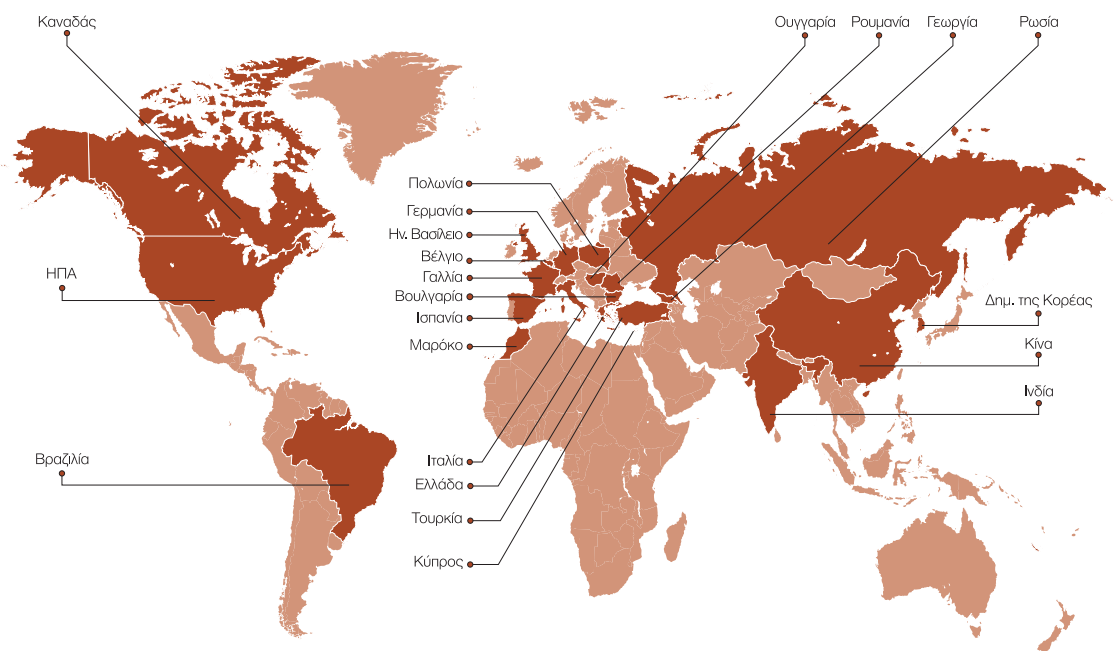 Καναδάς
Ουγγαρία
Ρουμανία
Γεωργία
Ρωσία
Πολωνία
Γερμανία
Ην. Βασίλειο
Βέλγιο
Γαλλία
Βουλγαρία
Ισπανία
Μαρόκο
ΗΠΑ
Δημ. της Κορέας
Κίνα
Ινδία
Βραζιλία
Ιταλία
Ελλάδα
Τουρκία
Κύπρος